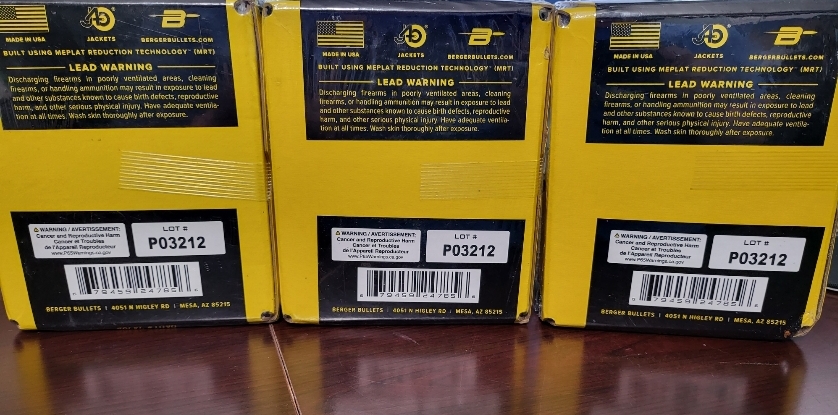 MADE IN USA
J4
JACKETS
B
BERGERBULLETS.COM
BUILT USING MEPLAT REDUCTION TECHNOLOGY™ (MRT)
LEAD WARNING
Discharging firearms in poorly ventilated areas, cleaning
firearms, or handling ammunition may result in exposure to lead
and other substances known to cause birth defects, reproductive
harm, and other serious physical injury. Have adequate ventila-
tion at all times. Wash skin thoroughly after exposure.
WARNING / AVERTISSEMENT:
Cancer and Reproductive Harm
Cancer et Troubles
de l'Appareil Reproducteur
www.P65Warnings.ca.gov
LOT #
P03212
BERGER BULLETS | 4051 N HIGLEY RD | MESA, AZ 85215
MADE IN USA
J4
JACKETS
B
BERGERBULLETS.COM
BUILT USING MEPLAT REDUCTION TECHNOLOGY™ (MRT)
LEAD WARNING
Discharging firearms in poorly ventilated areas, cleaning
firearms, or handling ammunition may result in exposure to lead
and other substances known to cause birth defects, reproductive
harm, and other serious physical injury. Have adequate ventila-
tion at all times. Wash skin thoroughly after exposure.
WARNING / AVERTISSEMENT:
Cancer and Reproductive Harm
Cancer et Troubles
de l'Appareil Reproducteur
www.P65Warnings.ca.gov
LOT #
P03212
BERGER BULLETS | 4051 N HIGLEY RD | MESA, AZ 85215
MADE IN USA
J4
JACKETS
B
BERGERBULLETS.COM
BUILT USING MEPLAT REDUCTION TECHNOLOGY™ (MRT)
LEAD WARNING
Discharging firearms in poorly ventilated areas, cleaning
firearms, or handling ammunition may result in exposure to lead
and other substances known to cause birth defects, reproductive
harm, and other serious physical injury. Have adequate ventila-
tion at all times. Wash skin thoroughly after exposure.
WARNING / AVERTISSEMENT:
Cancer and Reproductive Harm
Cancer et Troubles
de l'Appareil Reproducteur
www.P65Warnings.ca.gov
LOT #
P03212
BERGER BULLETS | 4051 N HIGLEY RD | MESA, AZ 85215